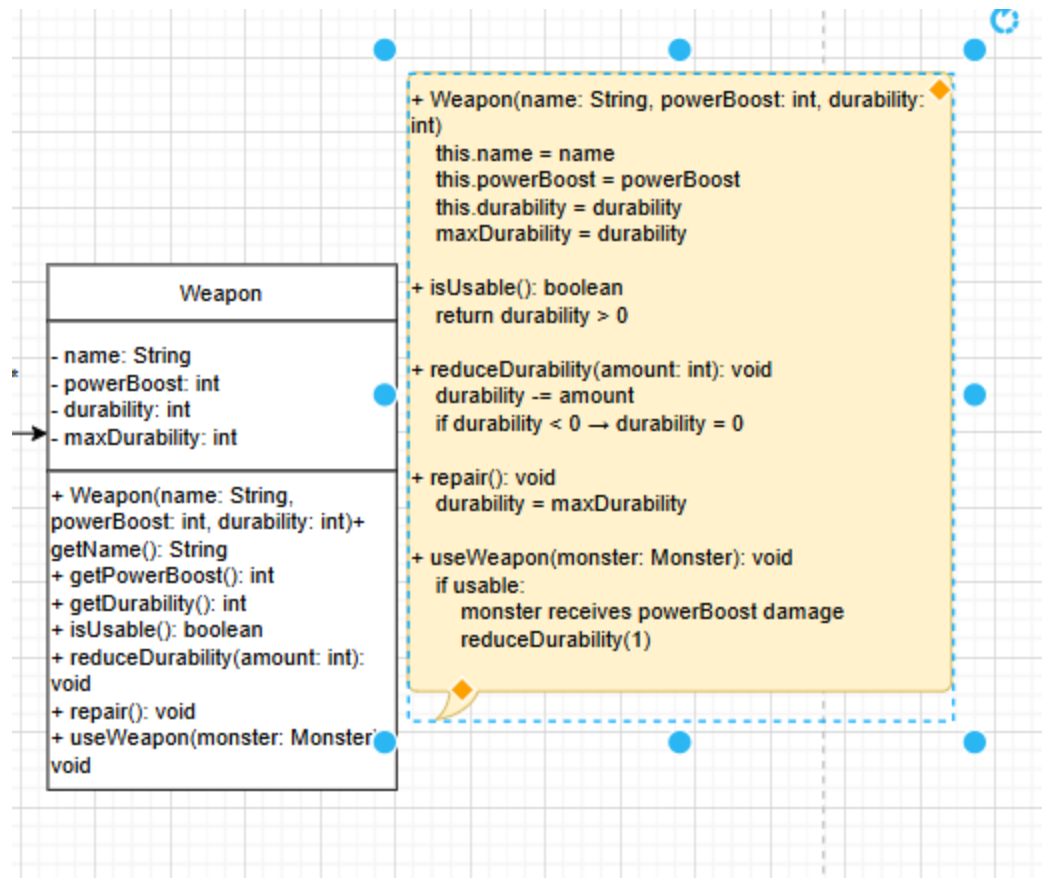 *
Weapon
- name: String
- powerBoost: int
- durability: int
- maxDurability: int
+ Weapon(name: String,
powerBoost: int, durability: int)+
getName(): String
+ getPowerBoost(): int
+ getDurability(): int
+ isUsable(): boolean
+ reduceDurability(amount: int):
void
+ repair(): void
+ useWeapon(monster: Monster)
void
+ Weapon(name: String, powerBoost: int, durability:
int)
this.name = name
this.powerBoost = powerBoost
this.durability = durability
maxDurability = durability
+ isUsable(): boolean
return durability > 0
+ reduceDurability(amount: int): void
durability -= amount
if durability < 0 → durability = 0
+ repair(): void
durability = maxDurability
+ useWeapon(monster: Monster): void
if usable:
monster receives powerBoost damage
reduceDurability(1)